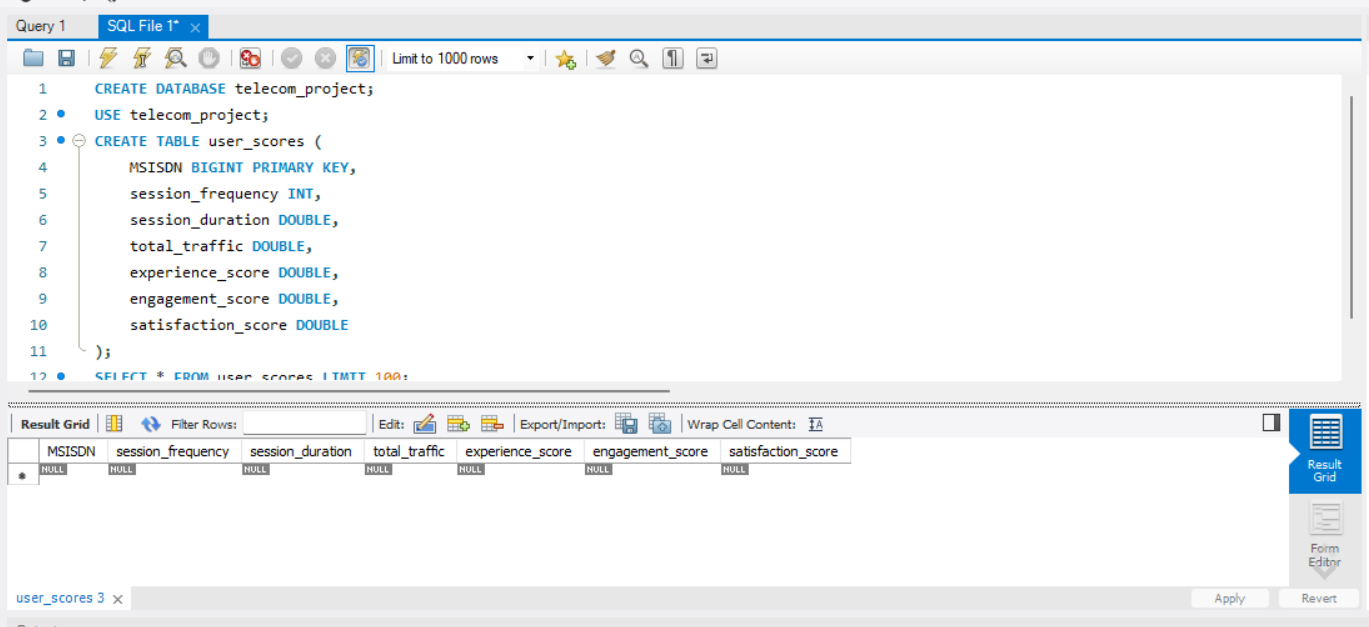 Query 1 SQL File 1* ×
Limit to 1000 rows
1 CREATE DATABASE telecom_project;
2 USE telecom_project;
3 CREATE TABLE user_scores (
4 MSISDN BIGINT PRIMARY KEY,
5 session_frequency INT,
6 session_duration DOUBLE,
7 total_traffic DOUBLE,
8 experience_score DOUBLE,
9 engagement_score DOUBLE,
10 satisfaction_score DOUBLE
11 );
12 SELECT * FROM user_scores LIMIT 100;
Result Grid Filter Rows: Edit: Export/Import: Wrap Cell Content: IA
MSISDN session_frequency session_duration total_traffic experience_score engagement_score satisfaction_score
NULL NULL NULL NULL NULL NULL NULL
Result
Grid
Form
Editor
user_scores 3 × Apply Revert